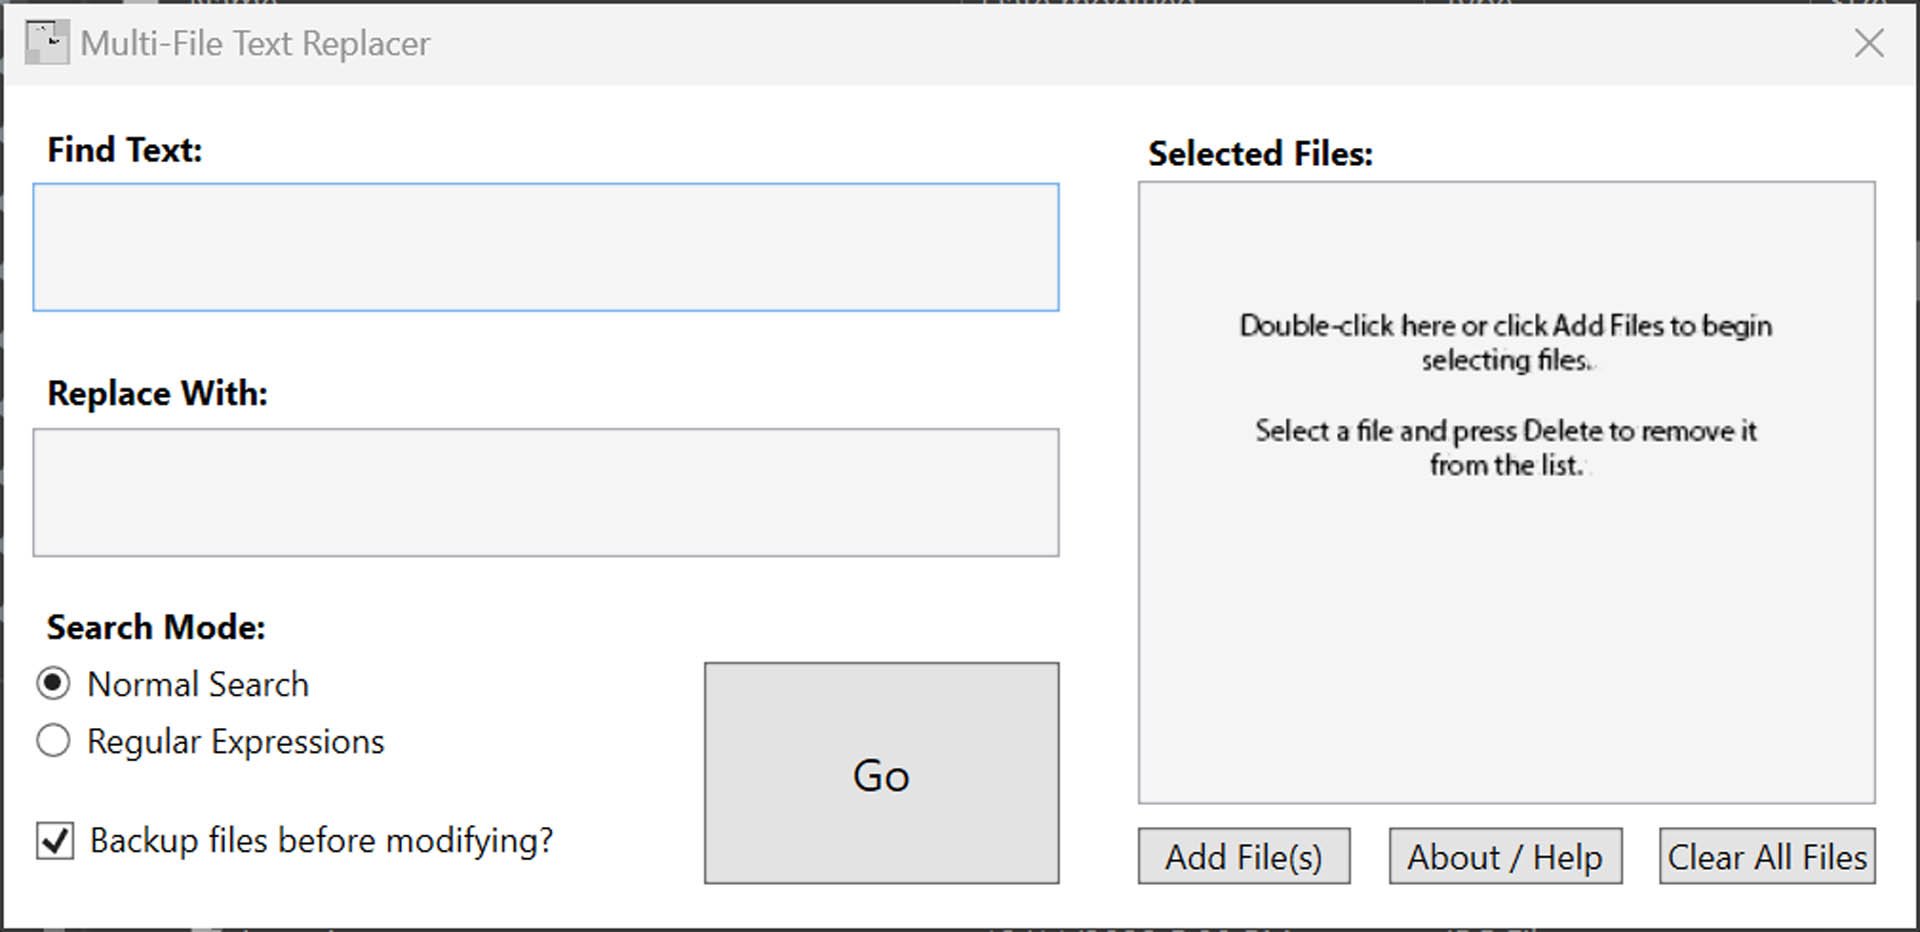 Multi-File Text Replacer
Find Text:
Replace With:
Search Mode:
Normal Search
Regular Expressions
Backup files before modifying?
Go
Selected Files:
Double-click here or click Add Files to begin
selecting files.
Select a file and press Delete to remove it
from the list.
Add File(s)
About / Help
Clear All Files